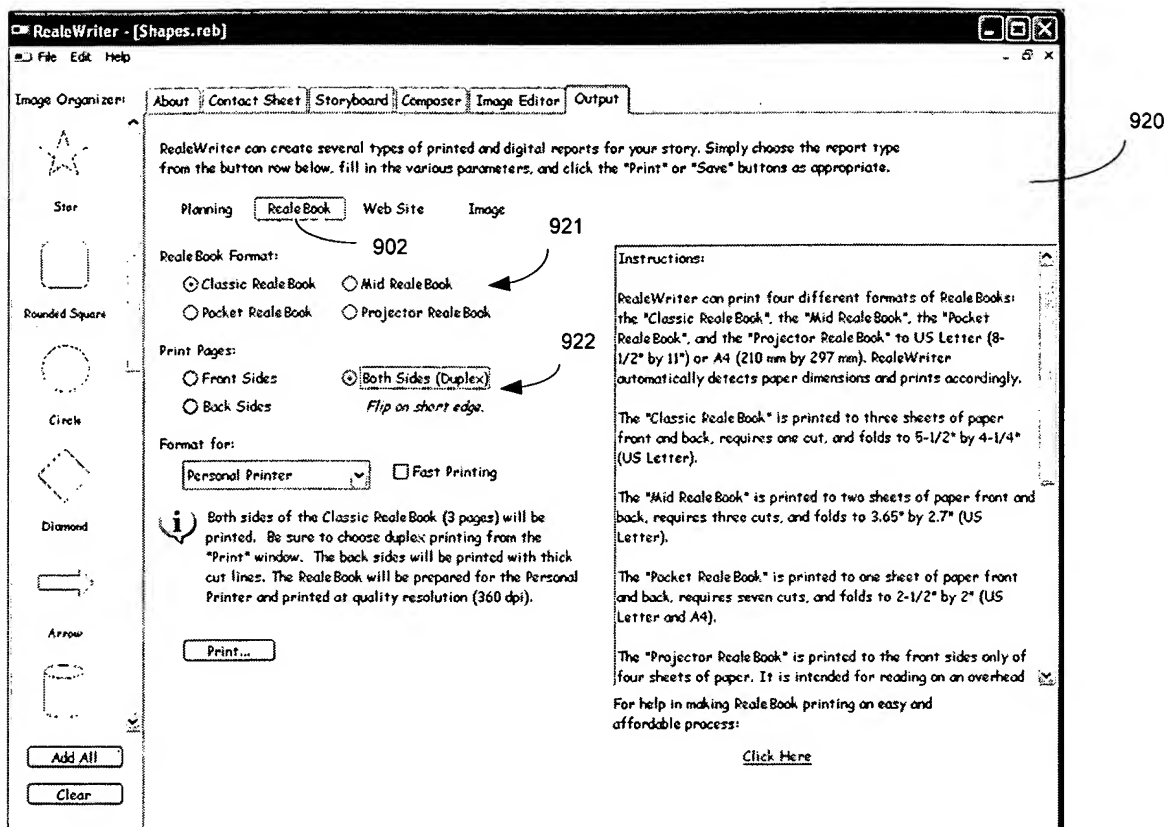 RealeWriter - [Shapes.reb]
File Edit Help
Image Organizer:
About Contact Sheet Storyboard Composer Image Editor Output
920
RealeWriter can create several types of printed and digital reports for your story. Simply choose the report type
from the button row below, fill in the various parameters, and click the "Print" or "Save" buttons as appropriate.
Star
Planning RealeBook Web Site Image
902
921
RealeBook Format:
Classic RealeBook Mid RealeBook
Pocket RealeBook Projector RealeBook
Rounded Square
Print Pages:
922
Front Sides Both Sides (Duplex)
Back Sides Flip on short edge.
Circle
Format for:
Personal Printer Fast Printing
Diamond
i
Both sides of the Classic RealeBook (3 pages) will be
printed. Be sure to choose duplex printing from the
"Print" window. The back sides will be printed with thick
cut lines. The RealeBook will be prepared for the Personal
Printer and printed at quality resolution (360 dpi).
Arrow
Print...
Add All
Clear
Instructions:
RealeWriter can print four different formats of RealeBooks:
the "Classic RealeBook", the "Mid RealeBook", the "Pocket
RealeBook", and the "Projector RealeBook" to US Letter (8-
1/2" by 11") or A4 (210 mm by 297 mm). RealeWriter
automatically detects paper dimensions and prints accordingly.
The "Classic RealeBook" is printed to three sheets of paper
front and back, requires one cut, and folds to 5-1/2" by 4-1/4"
(US Letter).
The "Mid RealeBook" is printed to two sheets of paper front and
back, requires three cuts, and folds to 3.65" by 2.7" (US
Letter).
The "Pocket RealeBook" is printed to one sheet of paper front
and back, requires seven cuts, and folds to 2-1/2" by 2" (US
Letter and A4).
The "Projector RealeBook" is printed to the front sides only of
four sheets of paper. It is intended for reading on an overhead
For help in making RealeBook printing an easy and
affordable process:
Click Here